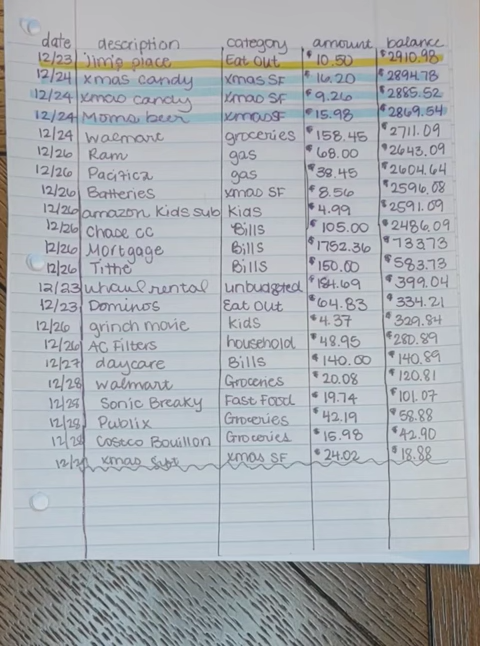 date description category amount balance
12/23 Jim's place Eat Out $10.50 $2910.98
12/24 xmas candy xmas SF $16.20 $2894.78
12/24 xmas candy xmas SF $9.26 $2885.52
12/24 Moms beer xmas SF $15.98 $2869.54
12/24 Walmart groceries $158.45 $2711.09
12/26 Ram gas $68.00 $2643.09
12/26 Pacifica gas $38.45 $2604.64
12/26 Batteries xmas SF $8.56 $2596.08
12/26 amazon kids sub kids $4.99 $2591.09
12/26 Chase CC Bills $105.00 $2486.09
12/26 Mortgage Bills $1752.36 $73373
12/26 Tithe Bills $150.00 $583.73
12/23 uhaul rental unbudgted $184.69 $399.04
12/23 Dominos Eat Out $64.83 $334.21
12/26 grinch movie kids $4.37 $329.84
12/26 AC Filters household $48.95 $280.89
12/27 daycare Bills $140.00 $140.89
12/28 walmart Groceries $20.08 $120.81
12/28 Sonic Breaky Fast Food $19.74 $101.07
12/28 Publix Groceries $42.19 $58.88
12/28 Costco Bouillon Groceries $15.98 $42.90
xmas xmas SF $24.02 $18.88